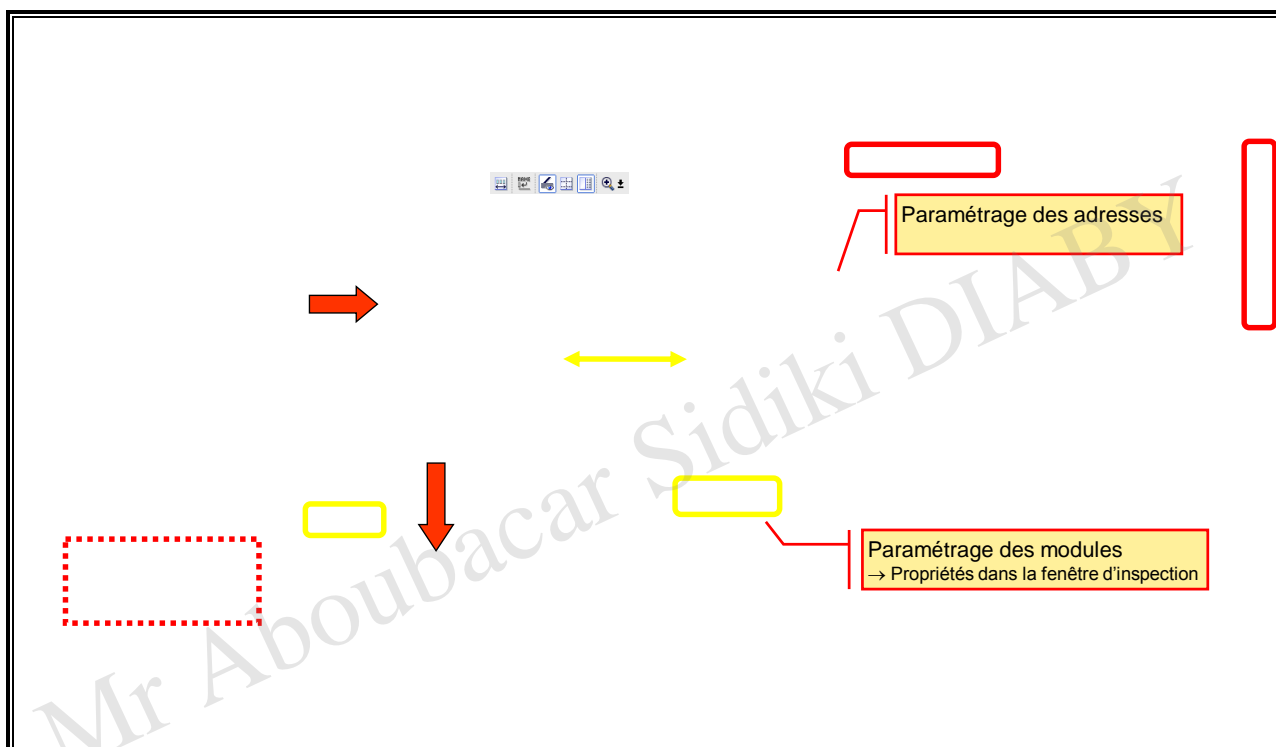 Paramétrage des adresses
Paramétrage des modules
→ Propriétés dans la fenêtre d'inspection
Mr Aboubacar Sidiki DIABY